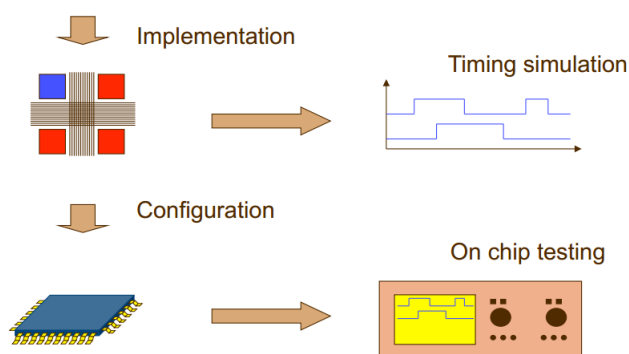 Implementation
Timing simulation
Configuration
On chip testing